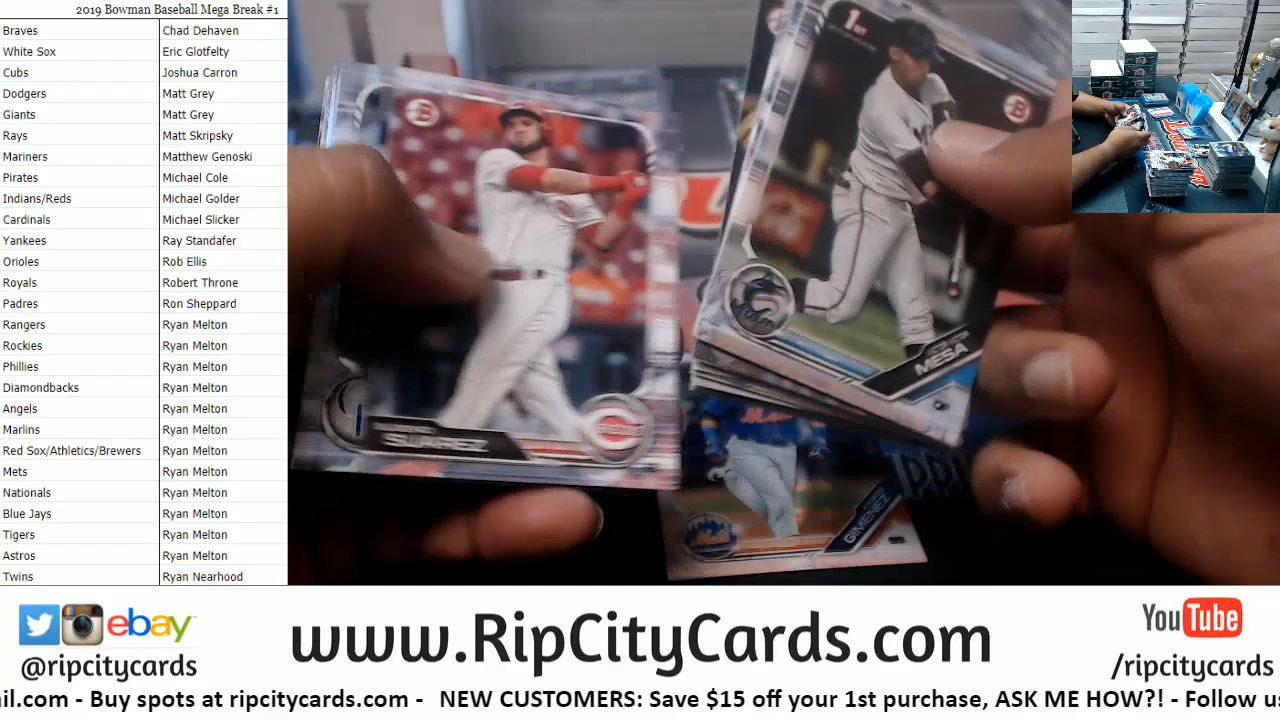 2019 Bowman Baseball Mega Break #1
Braves Chad Dehaven
White Sox Eric Glotfelty
Cubs Joshua Carron
Dodgers Matt Grey
Giants Matt Grey
Rays Matt Skripsky
Mariners Matthew Genoski
Pirates Michael Cole
Indians/Reds Michael Golder
Cardinals Michael Slicker
Yankees Ray Standafer
Orioles Rob Ellis
Royals Robert Throne
Padres Ron Sheppard
Rangers Ryan Melton
Rockies Ryan Melton
Phillies Ryan Melton
Diamondbacks Ryan Melton
Angels Ryan Melton
Marlins Ryan Melton
Red Sox/Athletics/Brewers Ryan Melton
Mets Ryan Melton
Nationals Ryan Melton
Blue Jays Ryan Melton
Tigers Ryan Melton
Astros Ryan Melton
Twins Ryan Nearhood
B
SUAREZ
REDS
1st
B
MESA
Mets
GIMENEZ
ebay
@ripcitycards
www.RipCityCards.com
YouTube
/ripcitycards
ail.com - Buy spots at ripcitycards.com - NEW CUSTOMERS: Save $15 off your 1st purchase, ASK ME HOW?! - Follow us